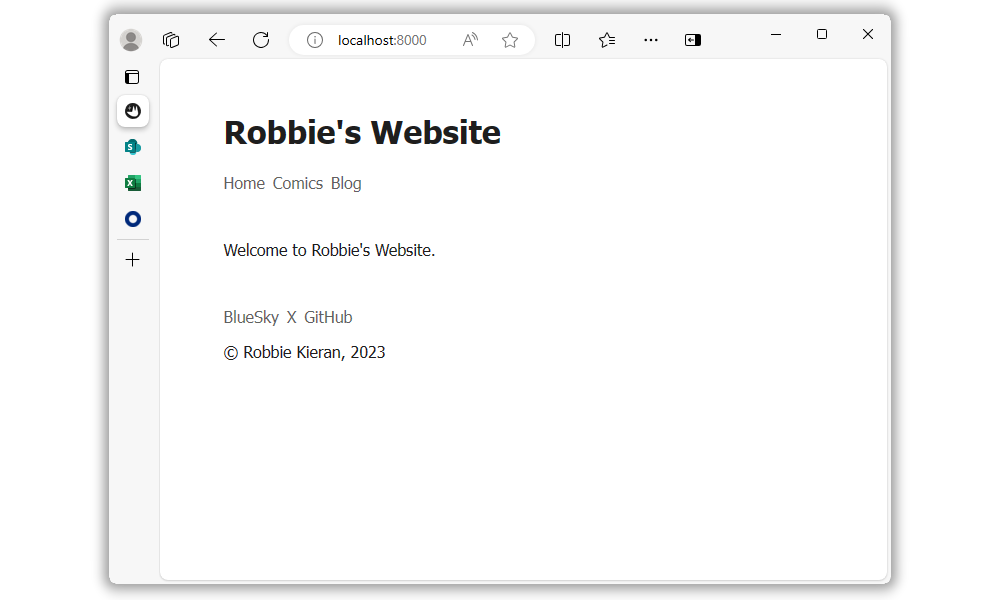 localhost:8000
Robbie's Website
Home Comics Blog
Welcome to Robbie's Website.
BlueSky X GitHub
© Robbie Kieran, 2023